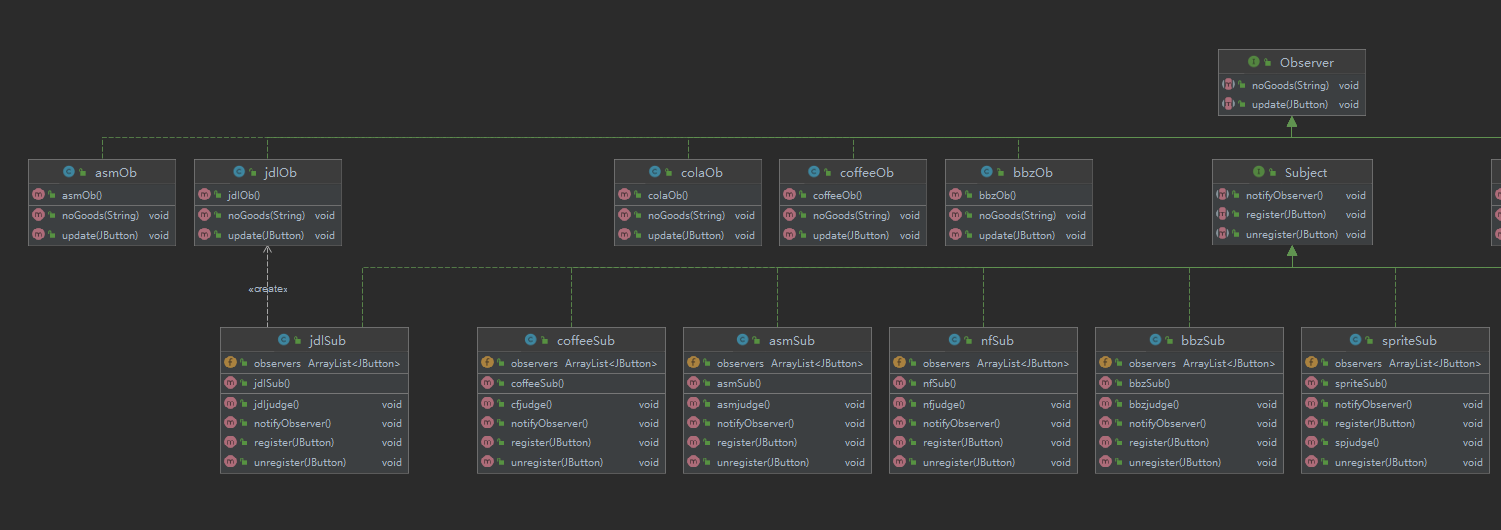 Observer
noGoods(String) void
update(JButton) void
asmOb
asmOb()
noGoods(String) void
update(JButton) void
jdlOb
jdlOb()
noGoods(String) void
update(JButton) void
colaOb
colaOb()
noGoods(String) void
update(JButton) void
coffeeOb
coffeeOb()
noGoods(String) void
update(JButton) void
bbzOb
bbzOb()
noGoods(String) void
update(JButton) void
Subject
notifyObserver() void
register(JButton) void
unregister(JButton) void
«create»
jdlSub
observers ArrayList<JButton>
jdlSub()
jdljudge() void
notifyObserver() void
register(JButton) void
unregister(JButton) void
coffeeSub
observers ArrayList<JButton>
coffeeSub()
cfjudge() void
notifyObserver() void
register(JButton) void
unregister(JButton) void
asmSub
observers ArrayList<JButton>
asmSub()
asmjudge() void
notifyObserver() void
register(JButton) void
unregister(JButton) void
nfSub
observers ArrayList<JButton>
nfSub()
nfjudge() void
notifyObserver() void
register(JButton) void
unregister(JButton) void
bbzSub
observers ArrayList<JButton>
bbzSub()
bbzjudge() void
notifyObserver() void
register(JButton) void
unregister(JButton) void
spriteSub
observers ArrayList<JButton>
spriteSub()
notifyObserver() void
register(JButton) void
spjudge() void
unregister(JButton) void